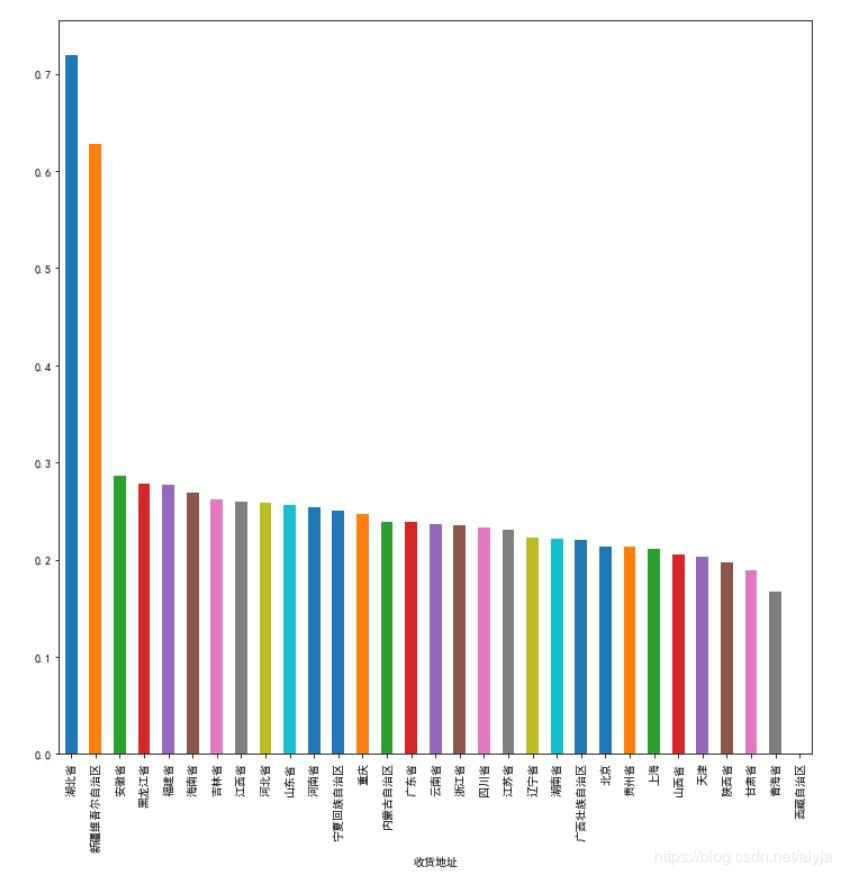 0.7
0.6
0.5
0.4
0.3
0.2
0.1
0.0
湖北省
新疆维吾尔自治区
安徽省
黑龙江省
福建省
海南省
吉林省
江西省
河北省
山东省
河南省
宁夏回族自治区
重庆
内蒙古自治区
广东省
云南省
浙江省
四川省
江苏省
辽宁省
湖南省
广西壮族自治区
北京
贵州省
上海
山西省
天津
陕西省
甘肃省
青海省
西藏自治区
收货地址
https://blog.csdn.net/alyja